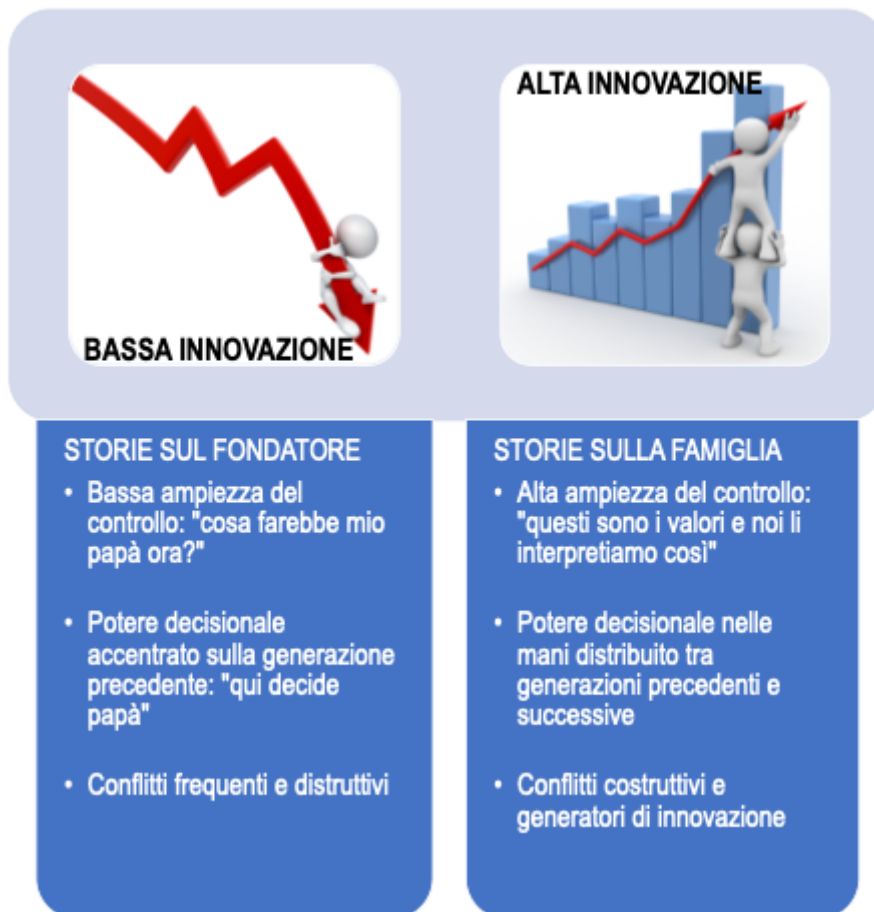 BASSA INNOVAZIONE
ALTA INNOVAZIONE
STORIE SUL FONDATORE
• Bassa ampiezza del
controllo: "cosa farebbe mio
papà ora?"
• Potere decisionale
accentrato sulla generazione
precedente: "qui decide
papà"
• Conflitti frequenti e distruttivi
STORIE SULLA FAMIGLIA
• Alta ampiezza del controllo:
"questi sono i valori e noi li
interpretiamo così"
• Potere decisionale nelle
mani distribuito tra
generazioni precedenti e
successive
• Conflitti costruttivi e
generatori di innovazione